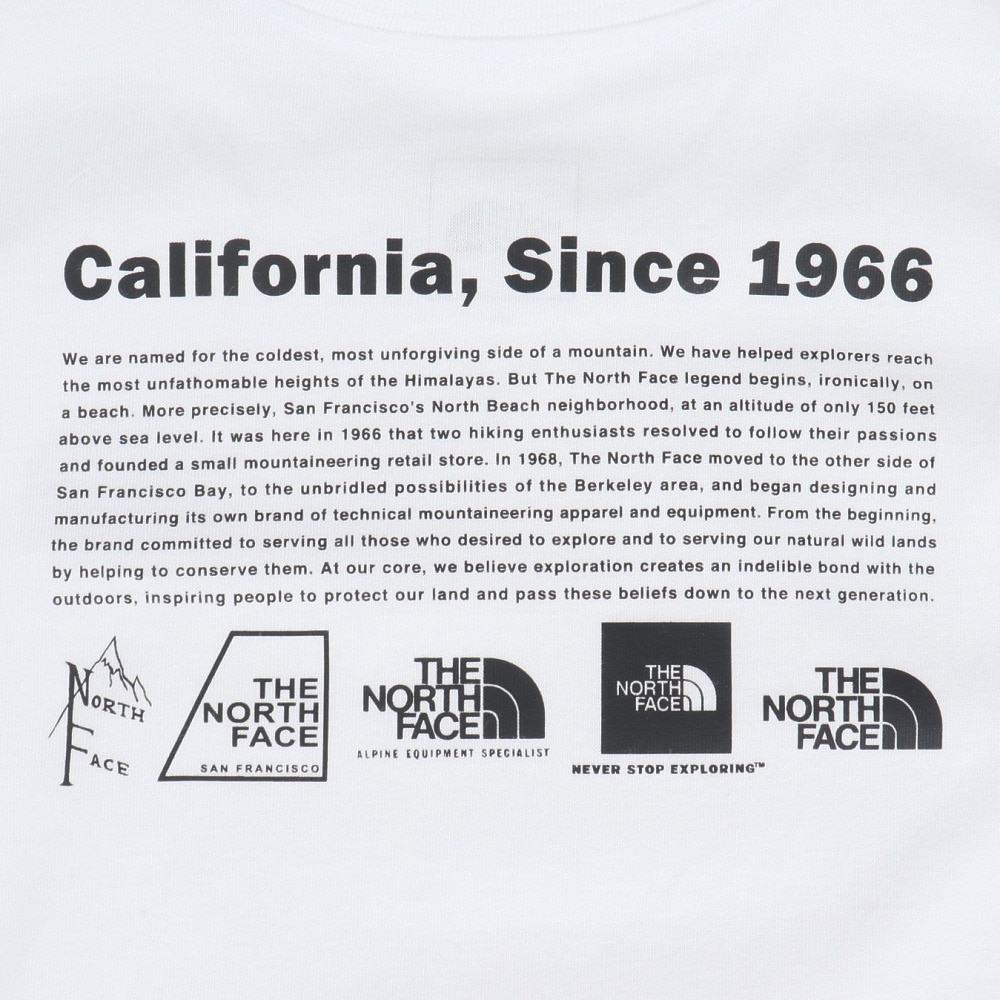 California, Since 1966
We are named for the coldest, most unforgiving side of a mountain. We have helped explorers reach
the most unfathomable heights of the Himalayas. But The North Face legend begins, ironically, on
a beach. More precisely, San Francisco's North Beach neighborhood, at an altitude of only 150 feet
above sea level. It was here in 1966 that two hiking enthusiasts resolved to follow their passions
and founded a small mountaineering retail store. In 1968, The North Face moved to the other side of
San Francisco Bay, to the unbridled possibilities of the Berkeley area, and began designing and
manufacturing its own brand of technical mountaineering apparel and equipment. From the beginning,
the brand committed to serving all those who desired to explore and to serving our natural wild lands
by helping to conserve them. At our core, we believe exploration creates an indelible bond with the
outdoors, inspiring people to protect our land and pass these beliefs down to the next generation.
NORTH
FACE
THE
NORTH
FACE
SAN FRANCISCO
THE
NORTH
FACE
ALPINE EQUIPMENT SPECIALIST
THE
NORTH
FACE
NEVER STOP EXPLORING™
THE
NORTH
FACE